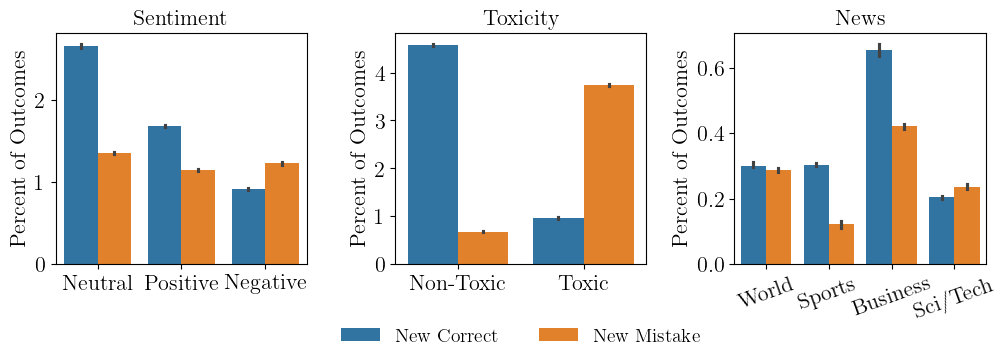 Sentiment
Percent of Outcomes
2
1
0
Neutral Positive Negative
Toxicity
Percent of Outcomes
4
3
2
1
0
Non-Toxic Toxic
News
Percent of Outcomes
0.6
0.4
0.2
0.0
World Sports Business Sci/Tech
New Correct New Mistake